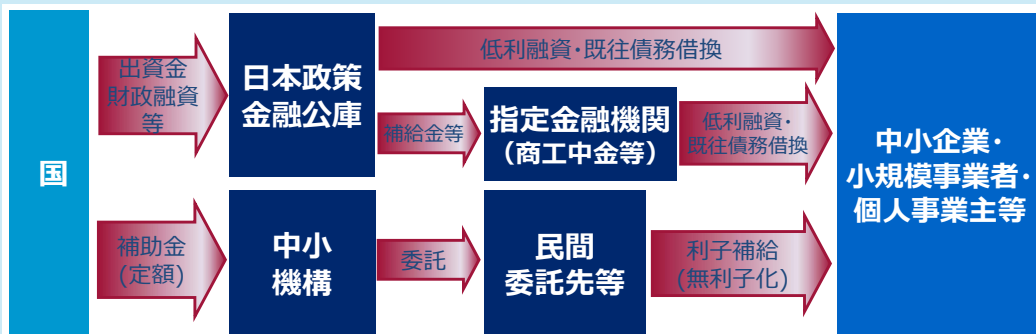 国
出資金
財政融資
等
日本政策
金融公庫
低利融資・既往債務借換
補給金等
指定金融機関
（商工中金等）
低利融資・
既往債務借換
補助金
(定額)
中小
機構
委託
民間
委託先等
利子補給
(無利子化)
中小企業・
小規模事業者・
個人事業主等